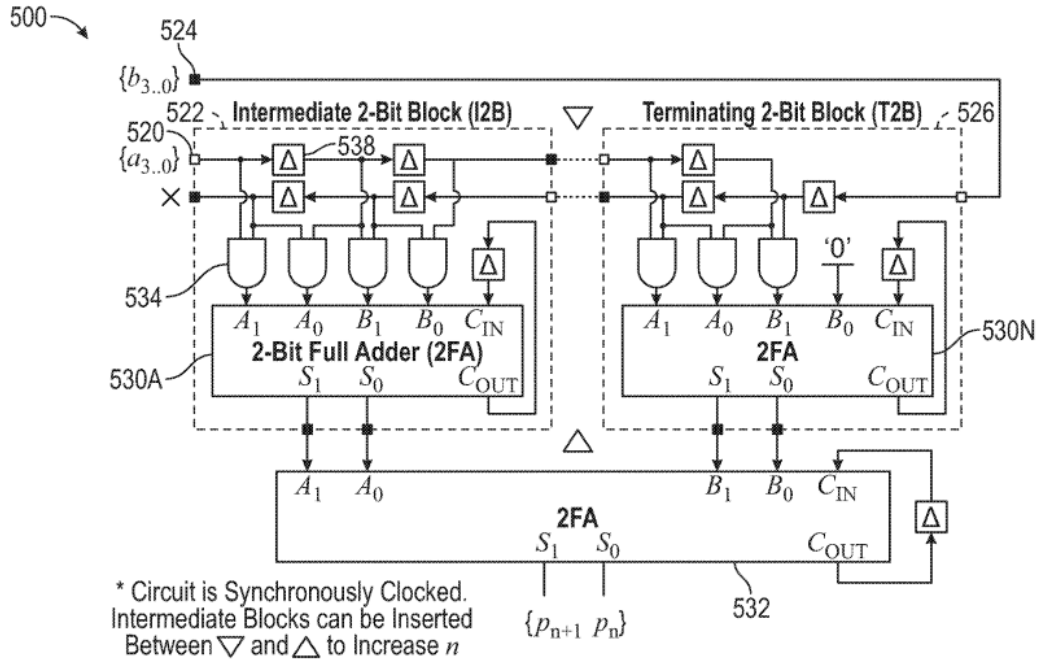 500
524
{b3..0}
522 Intermediate 2-Bit Block (I2B) ▽ Terminating 2-Bit Block (T2B) 526
520
{a3..0} Δ 538 Δ Δ
× Δ Δ Δ Δ
'0'
534 Δ Δ
A1 A0 B1 B0 CIN A1 A0 B1 B0 CIN
530A 2-Bit Full Adder (2FA) 2FA 530N
S1 S0 COUT S1 S0 COUT
△
A1 A0 B1 B0 CIN
2FA Δ
S1 S0 COUT
532
{pn+1 pn}
* Circuit is Synchronously Clocked.
Intermediate Blocks can be Inserted
Between ▽ and △ to Increase n